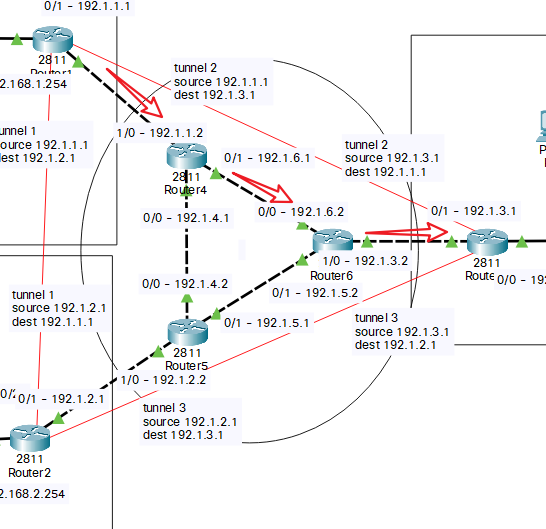 0/1 - 192.1.1.1
2811
Router1
2.168.1.254
tunnel 2
source 192.1.1.1
dest 192.1.3.1
unnel 1
source 192.1.1.1
dest 192.1.2.1
1/0 - 192.1.1.2
2811
Router4
0/1 - 192.1.6.1
tunnel 2
source 192.1.3.1
dest 192.1.1.1
0/0 - 192.1.4.1
0/0 - 192.1.6.2
0/1 - 192.1.3.1
2811
Route
0/0 - 192
1/0 - 192.1.3.2
Router6
0/0 - 192.1.4.2
0/1 - 192.1.5.2
tunnel 1
source 192.1.2.1
dest 192.1.1.1
0/1 - 192.1.5.1
2811
Router5
tunnel 3
source 192.1.3.1
dest 192.1.2.1
1/0 - 192.1.2.2
0/1 - 192.1.2.1
tunnel 3
source 192.1.2.1
dest 192.1.3.1
2811
Router2
2.168.2.254